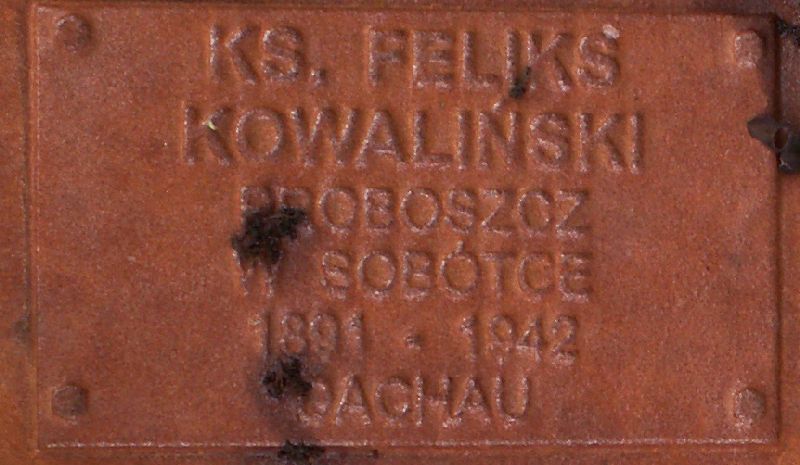 KS. FELIKS
KOWALIŃSKI
PROBOSZCZ
W SOBÓTCE
1891 - 1942
DACHAU